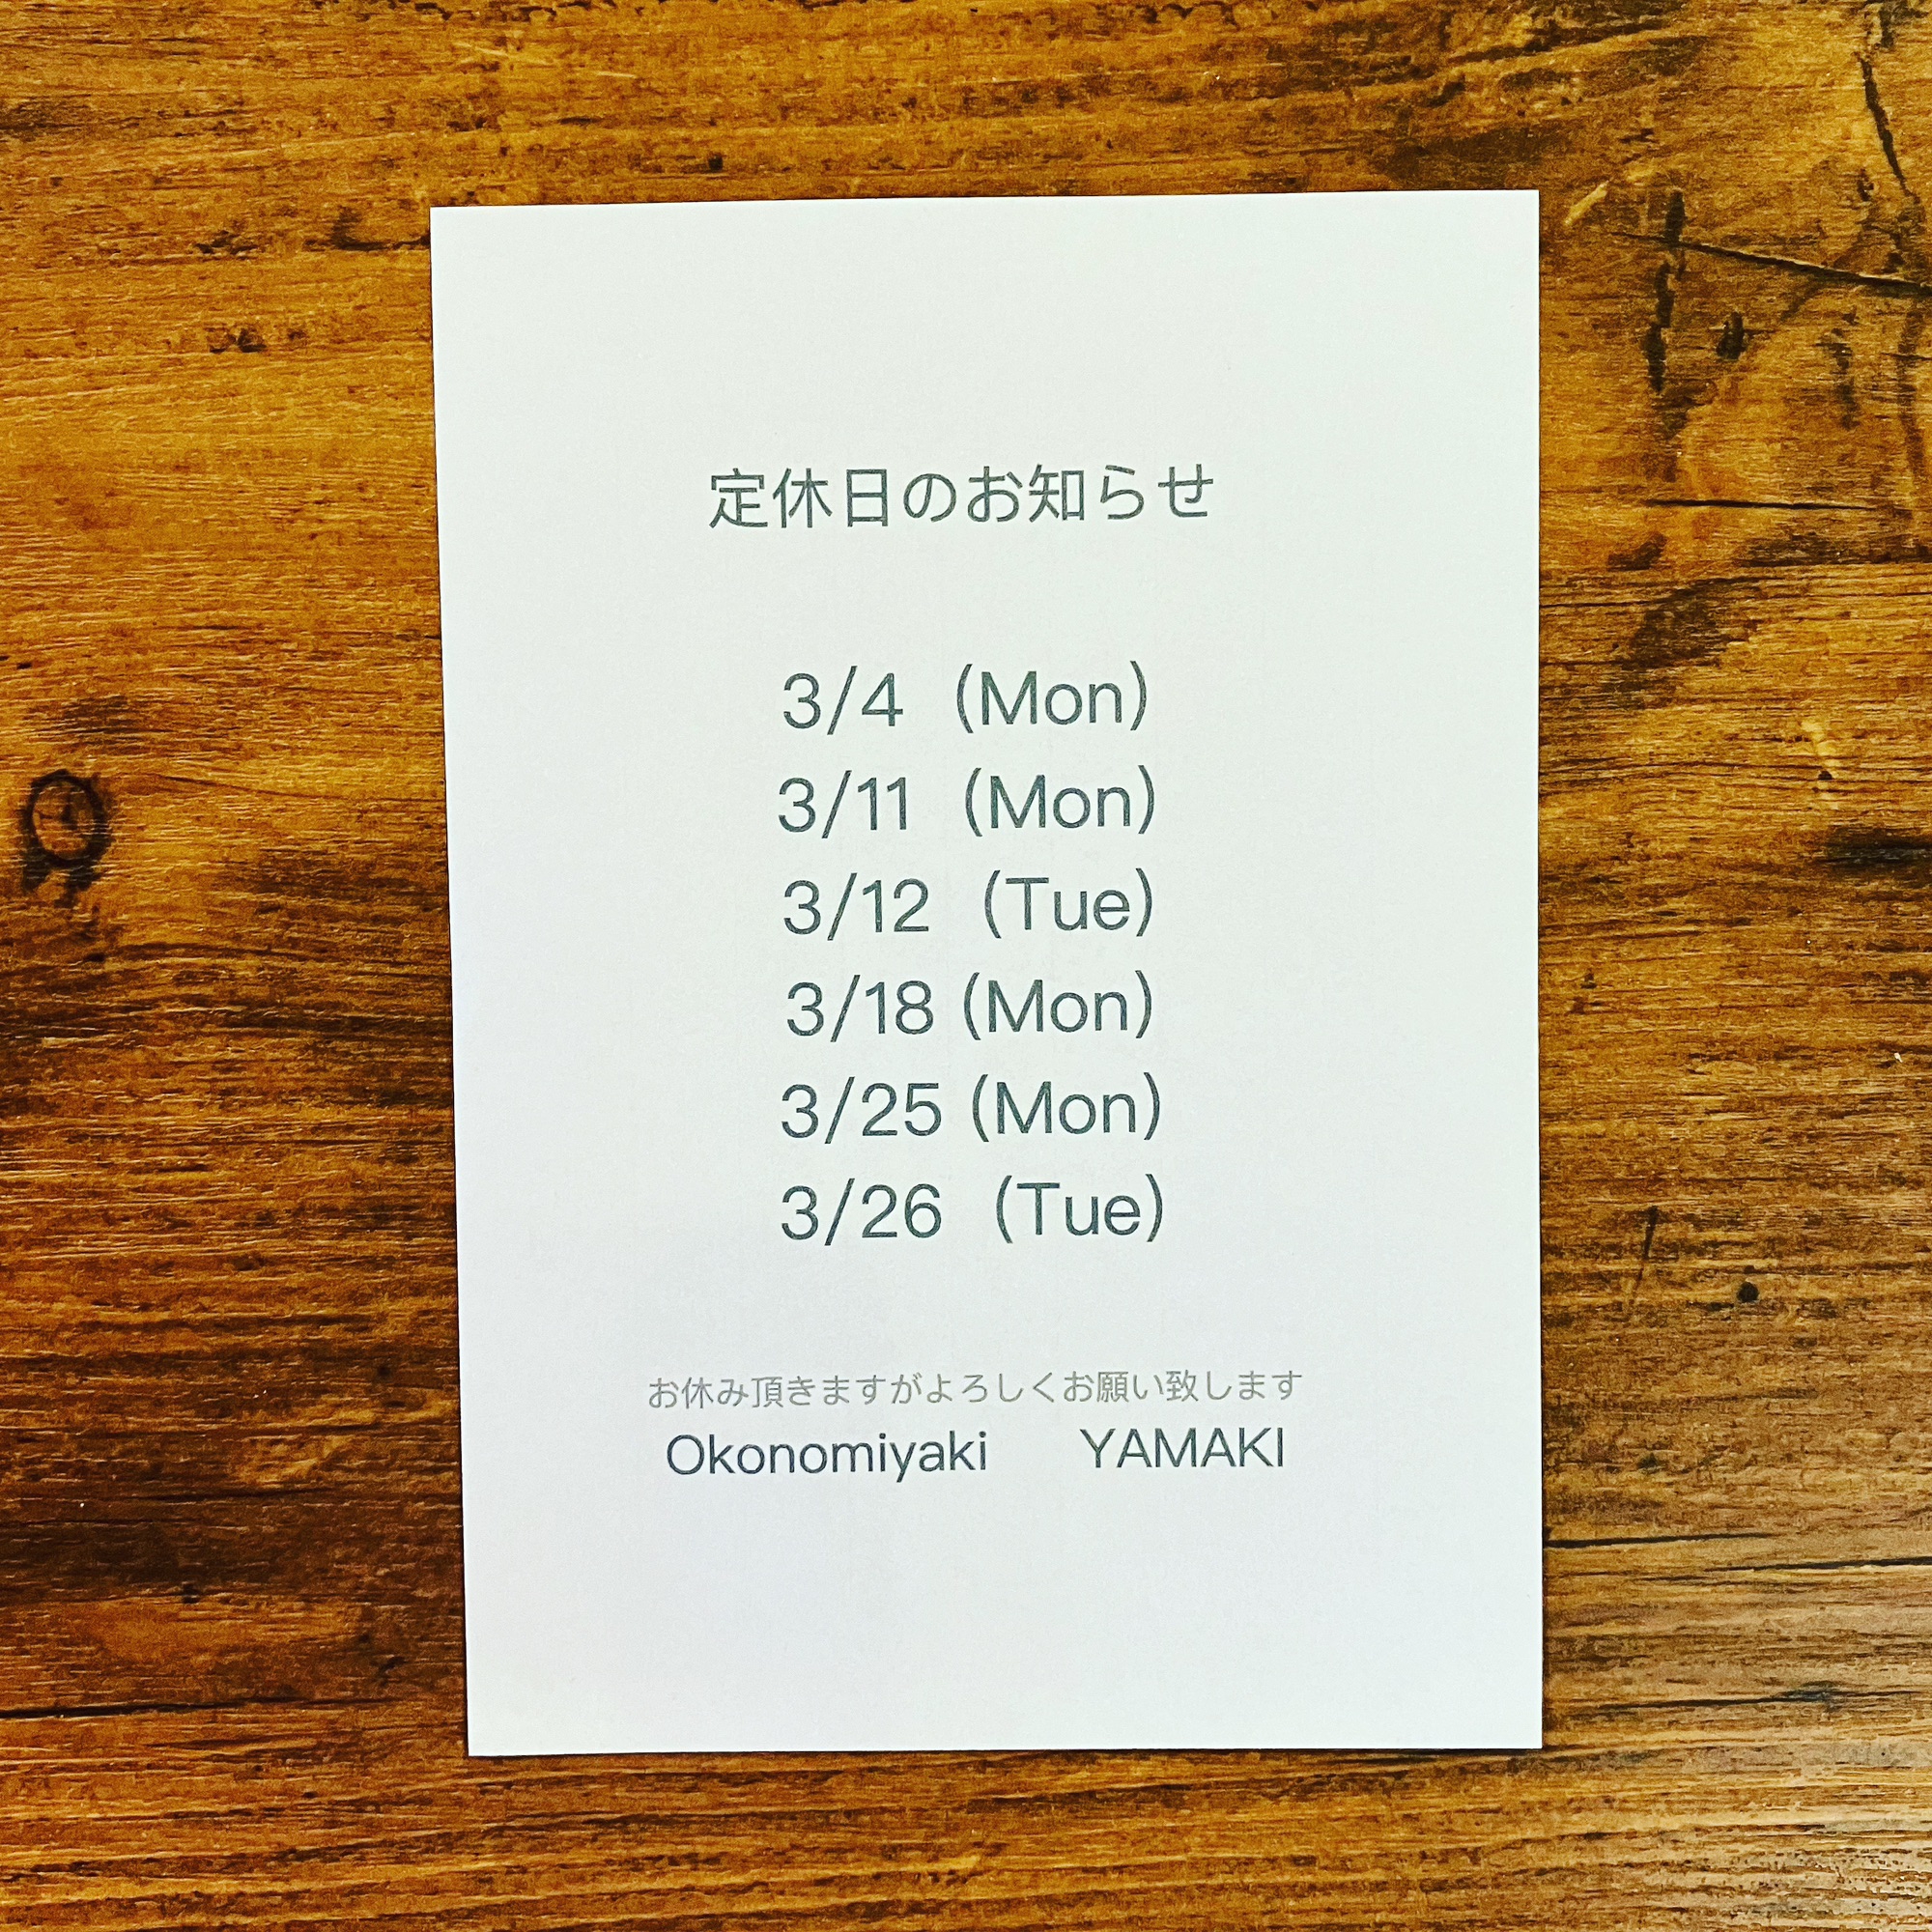 定休日のお知らせ
3/4 (Mon)
3/11 (Mon)
3/12 (Tue)
3/18 (Mon)
3/25 (Mon)
3/26 (Tue)
お休み頂きますがよろしくお願い致します
Okonomiyaki YAMAKI